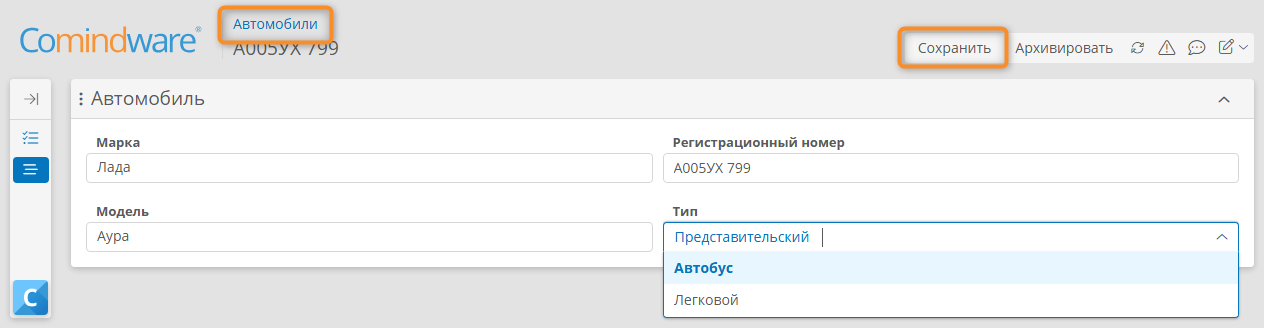 Comindware®
Автомобили
А005УХ 799
Сохранить
Архивировать
Автомобиль
Марка
Лада
Регистрационный номер
А005УХ 799
Модель
Аура
Тип
Представительский
Автобус
Легковой
C